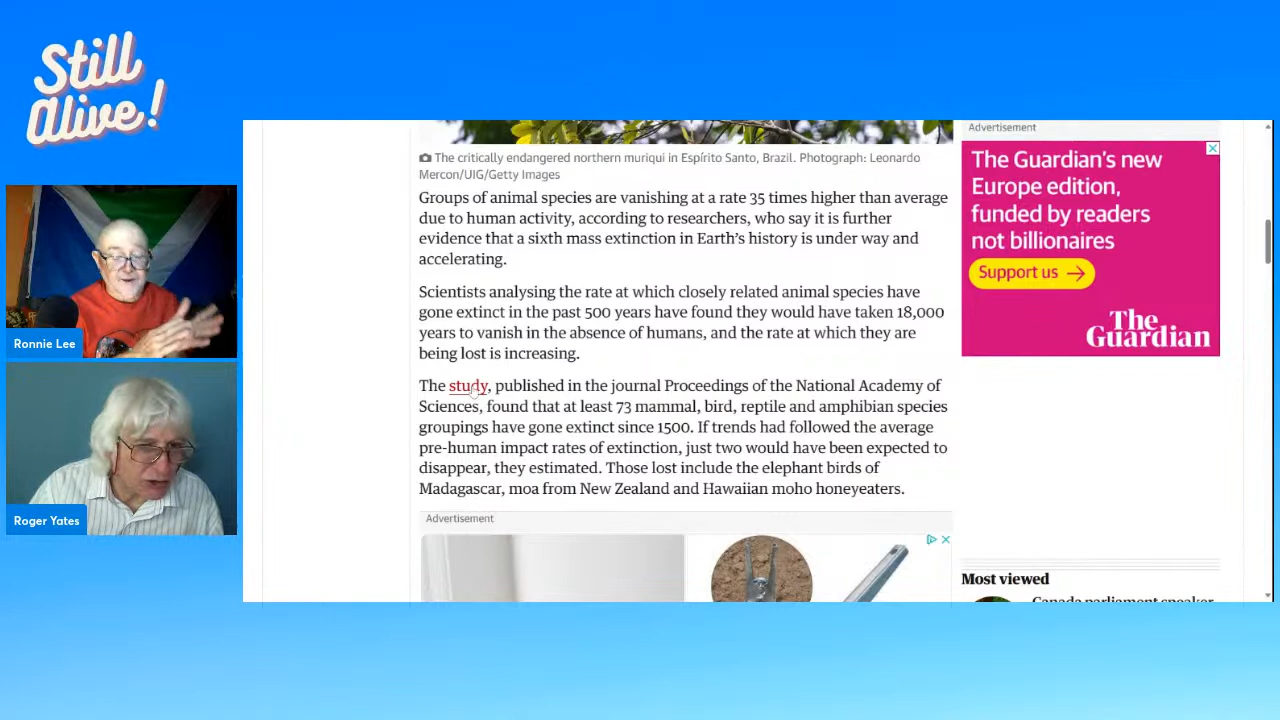 Still
Alive!
Ronnie Lee
Roger Yates
The critically endangered northern muriqui in Espírito Santo, Brazil. Photograph: Leonardo
Mercon/UIG/Getty Images
Groups of animal species are vanishing at a rate 35 times higher than average
due to human activity, according to researchers, who say it is further
evidence that a sixth mass extinction in Earth’s history is under way and
accelerating.
Scientists analysing the rate at which closely related animal species have
gone extinct in the past 500 years have found they would have taken 18,000
years to vanish in the absence of humans, and the rate at which they are
being lost is increasing.
The study, published in the journal Proceedings of the National Academy of
Sciences, found that at least 73 mammal, bird, reptile and amphibian species
groupings have gone extinct since 1500. If trends had followed the average
pre-human impact rates of extinction, just two would have been expected to
disappear, they estimated. Those lost include the elephant birds of
Madagascar, moa from New Zealand and Hawaiian moho honeyeaters.
Advertisement
Advertisement
The Guardian's new
Europe edition,
funded by readers
not billionaires
Support us
The
Guardian
Most viewed
Canada parliament speaker